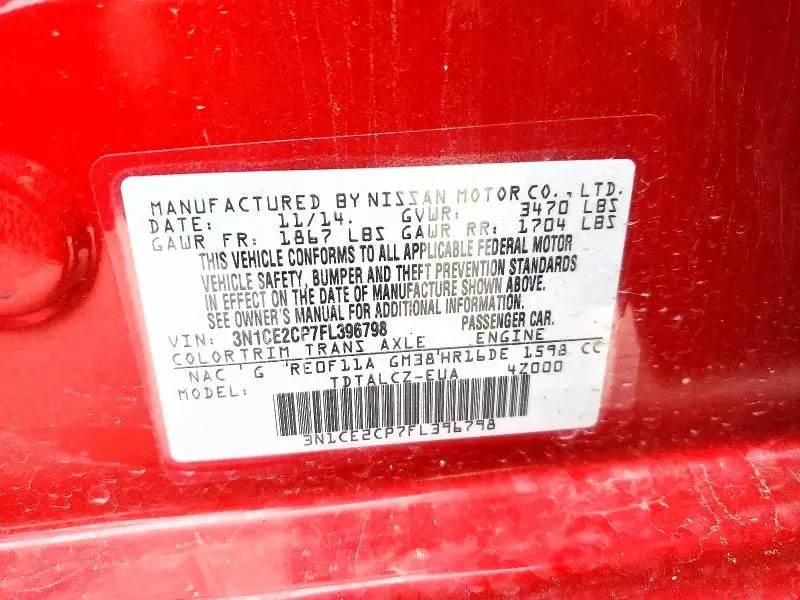 MANUFACTURED BY NISSAN MOTOR CO., LTD.
DATE: 11/14. GVWR: 3470 LBS
GAWR FR: 1867 LBS GAWR RR: 1704 LBS
THIS VEHICLE CONFORMS TO ALL APPLICABLE FEDERAL MOTOR
VEHICLE SAFETY, BUMPER AND THEFT PREVENTION STANDARDS
IN EFFECT ON THE DATE OF MANUFACTURE SHOWN ABOVE.
SEE OWNER'S MANUAL FOR ADDITIONAL INFORMATION.
VIN: 3N1CE2CP7FL396798 PASSENGER CAR.
COLOR TRIM TRANS AXLE ENGINE
NAC G RE0F11A GM38 HR16DE 1598 CC
MODEL: TDTALCZ-EUA 4Z000
3N1CE2CP7FL396798